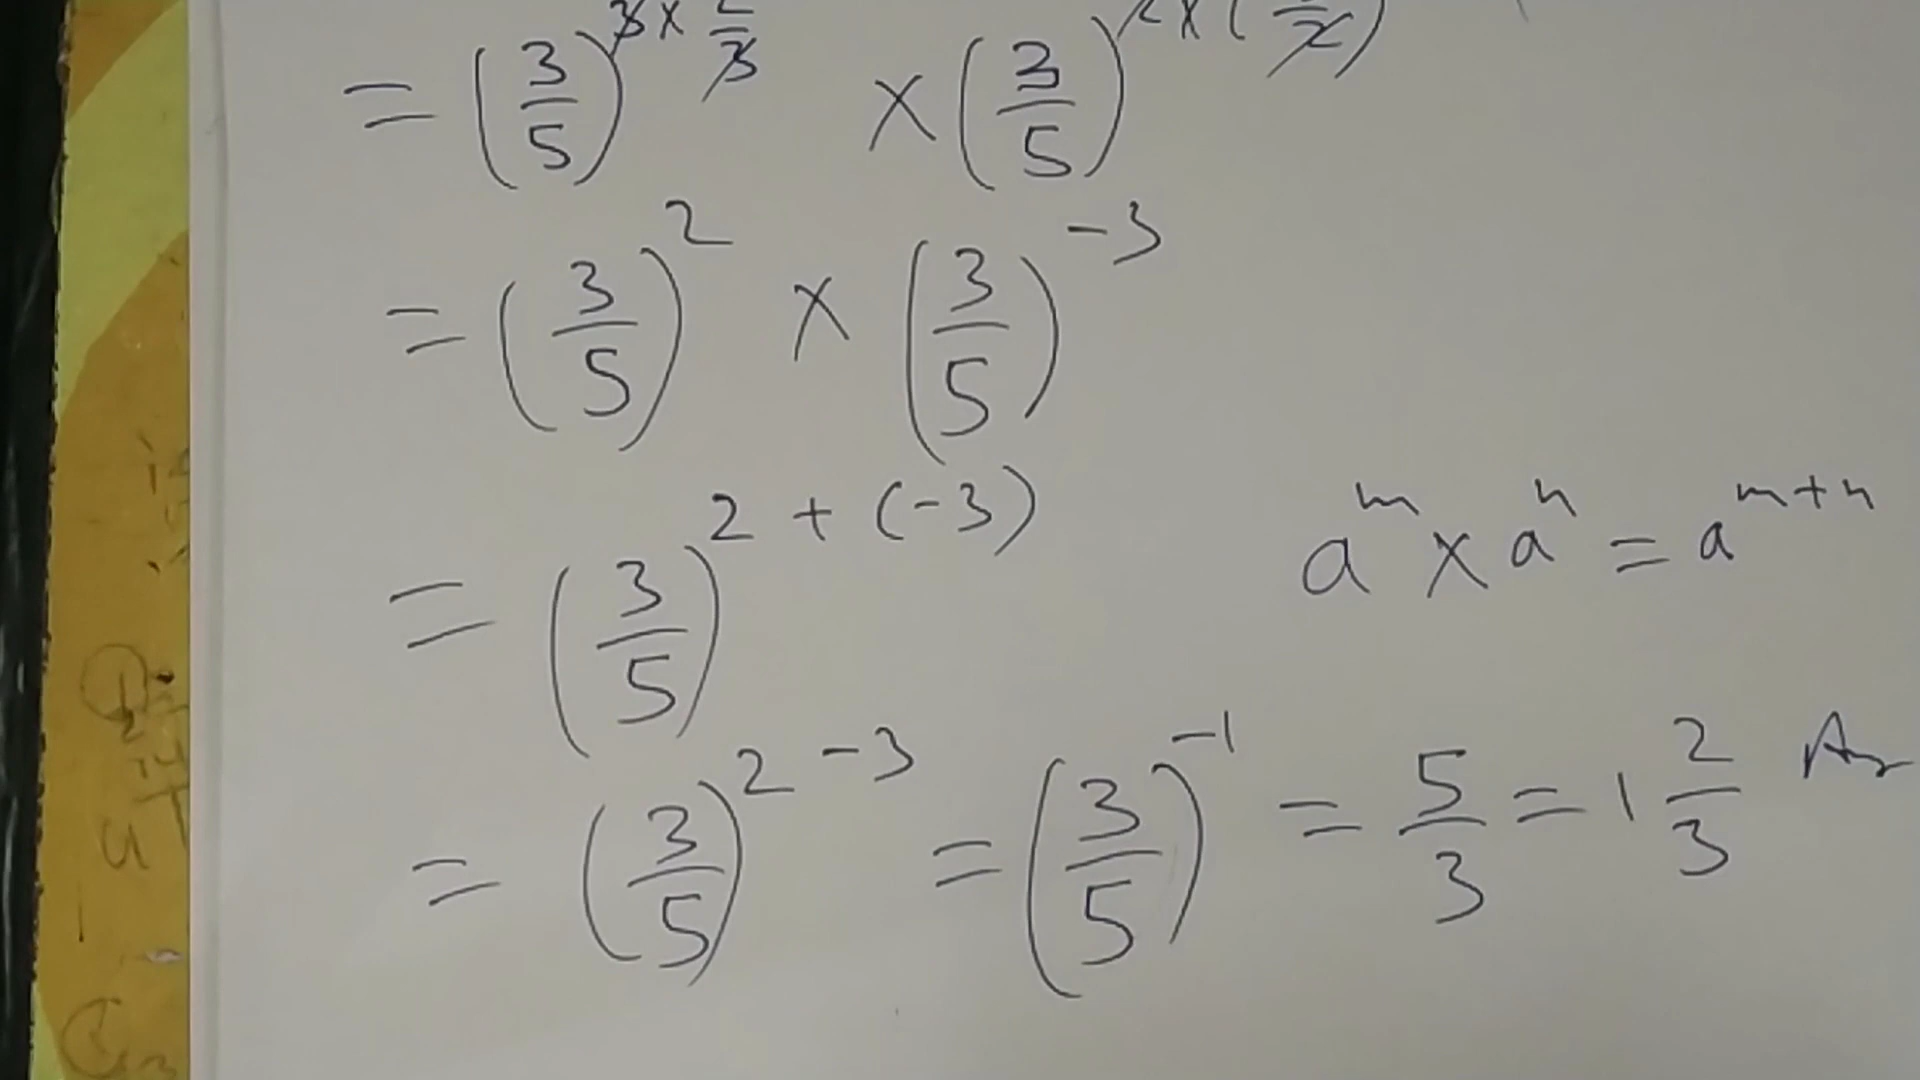 = (3/5)^3×2/3 × (3/5)
= (3/5)^2 × (3/5)^-3
= (3/5)^2+(-3)    a^m × a^n = a^m+n
= (3/5)^2-3 = (3/5)^-1 = 5/3 = 1 2/3 Ans